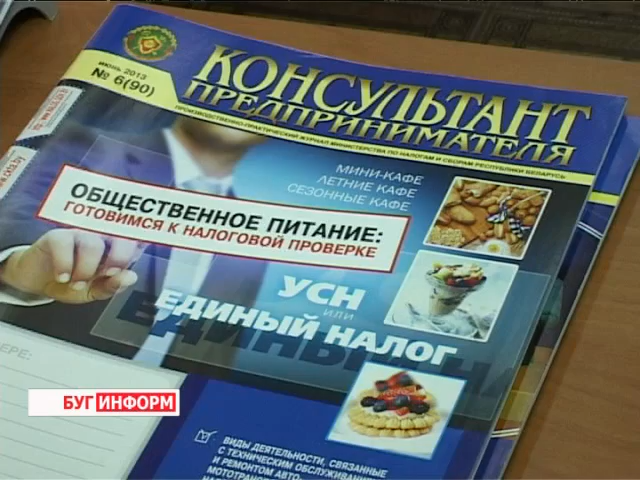 июнь 2013
№ 6(90)
КОНСУЛЬТАНТ
ПРЕДПРИНИМАТЕЛЯ
ПРОИЗВОДСТВЕННО-ПРАКТИЧЕСКИЙ ЖУРНАЛ МИНИСТЕРСТВА ПО НАЛОГАМ И СБОРАМ РЕСПУБЛИКИ БЕЛАРУСЬ
МИНИ-КАФЕ
ЛЕТНИЕ КАФЕ
СЕЗОННЫЕ КАФЕ
ОБЩЕСТВЕННОЕ ПИТАНИЕ:
ГОТОВИМСЯ К НАЛОГОВОЙ ПРОВЕРКЕ
УСН
ИЛИ
ЕДИНЫЙ НАЛОГ
БУГ ИНФОРМ
ВИДЫ ДЕЯТЕЛЬНОСТИ, СВЯЗАННЫЕ
С ТЕХНИЧЕСКИМ ОБСЛУЖИВАНИЕМ
И РЕМОНТОМ АВТО-,